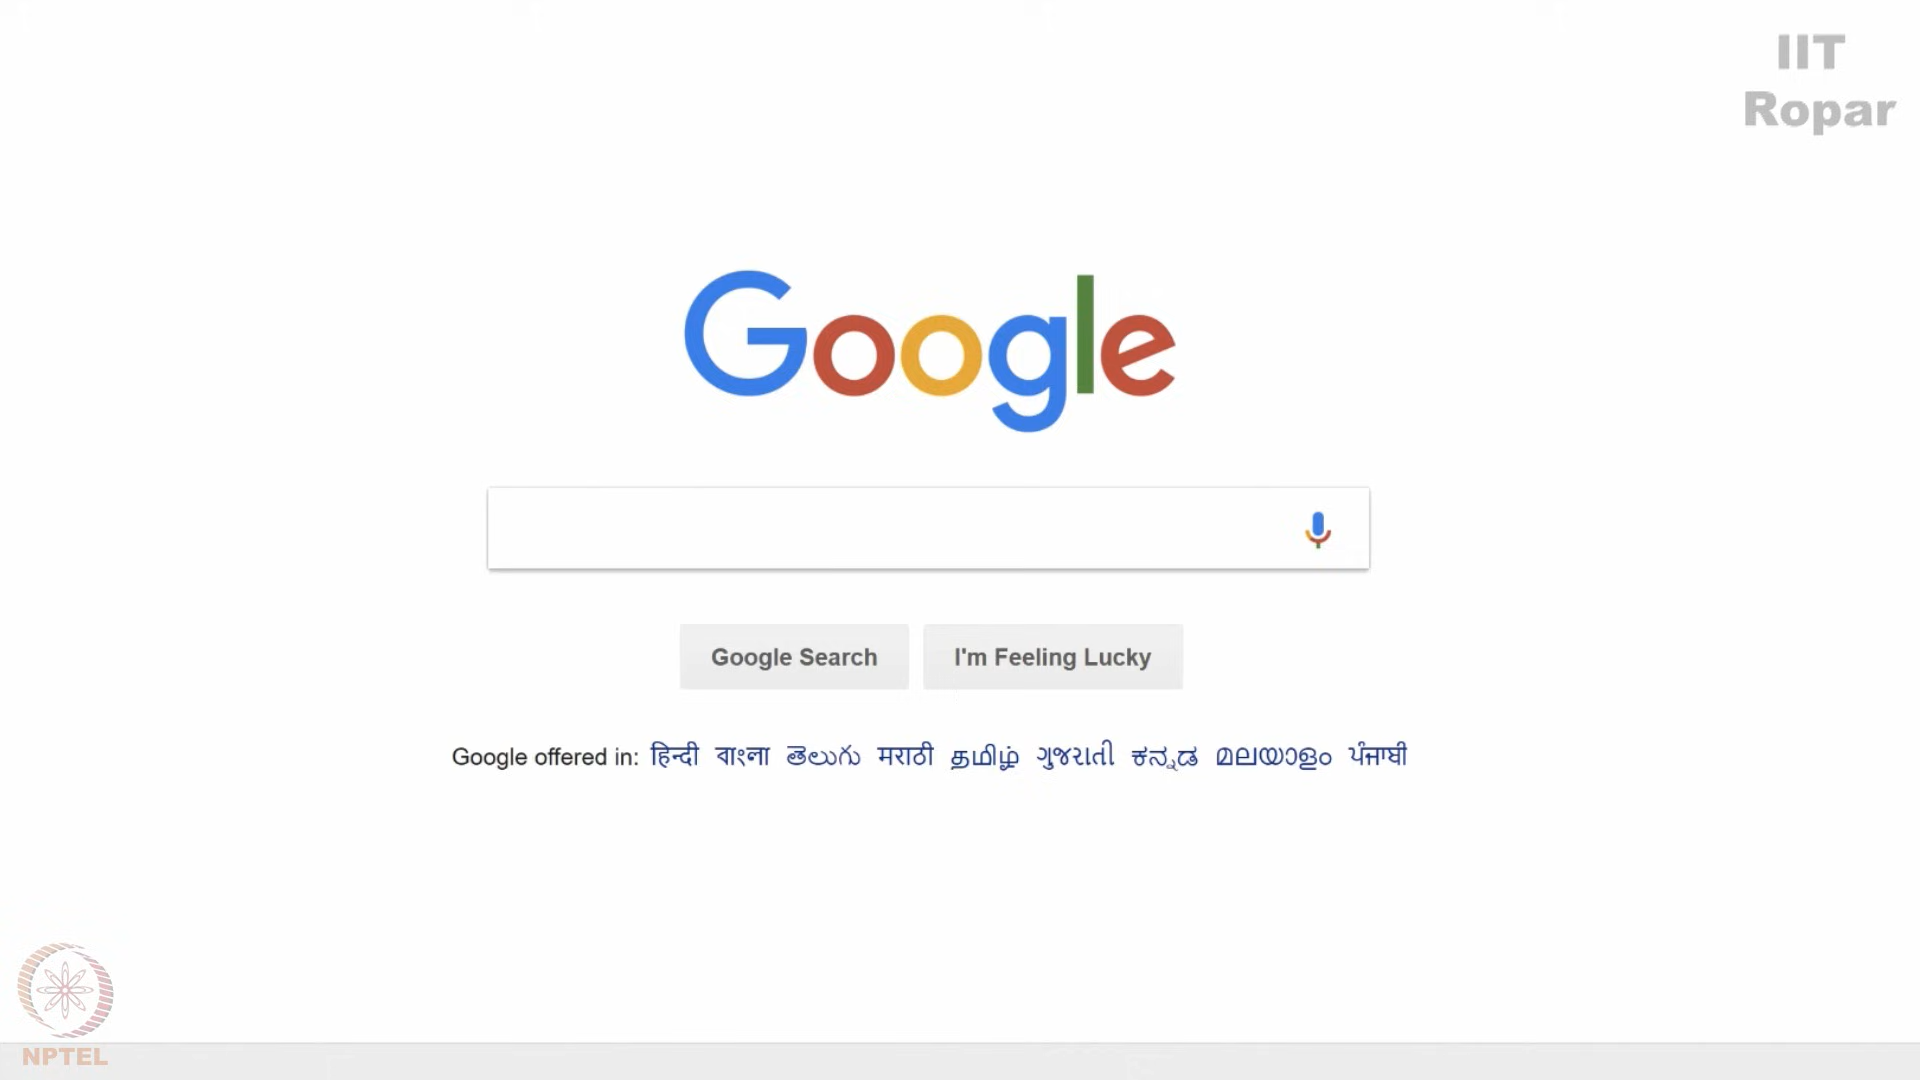 IIT
Ropar
Google
Google Search
I'm Feeling Lucky
Google offered in: हिन्दी বাংলা తెలుగు मराठी தமிழ் ગુજરાતી ಕನ್ನಡ മലയാളം ਪੰਜਾਬੀ
NPTEL